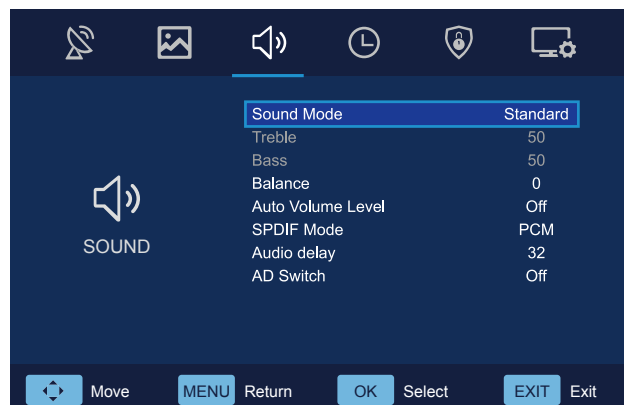 Sound Mode Standard
Treble 50
Bass 50
Balance 0
Auto Volume Level Off
SPDIF Mode PCM
Audio delay 32
AD Switch Off
SOUND
Move MENU Return OK Select EXIT Exit